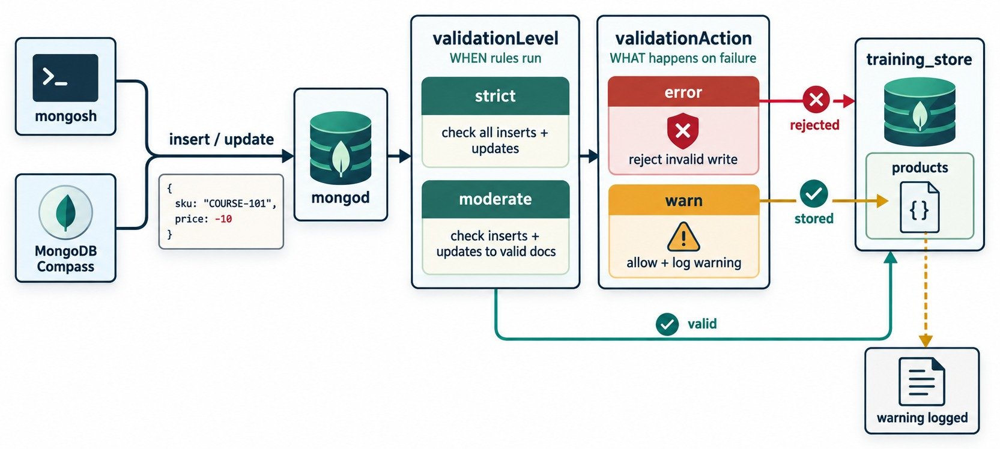 >_
mongosh
MongoDB
Compass
insert / update
{
sku: "COURSE-101",
price: -10
}
mongod
validationLevel
WHEN rules run
strict
check all inserts +
updates
moderate
check inserts +
updates to valid docs
validationAction
WHAT happens on failure
error
reject invalid write
warn
allow + log warning
rejected
stored
valid
training_store
products
{}
warning logged